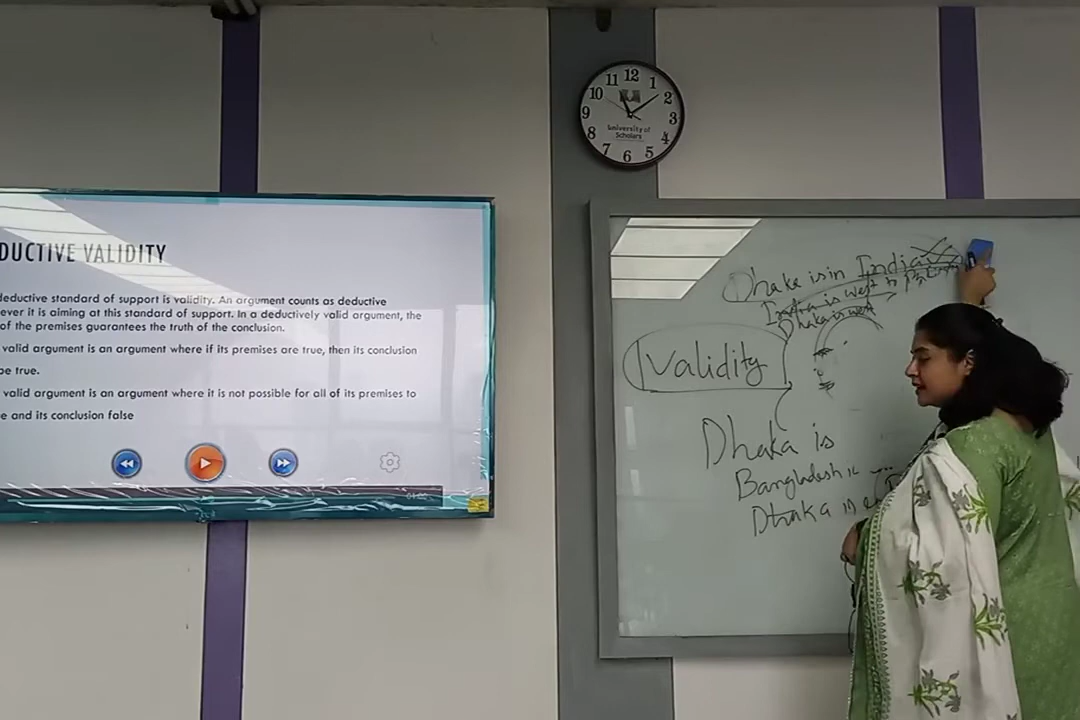 DUCTIVE VALIDITY
deductive standard of support is validity. An argument counts as deductive
ever it is aiming at this standard of support. In a deductively valid argument, the
of the premises guarantees the truth of the conclusion.
valid argument is an argument where if its premises are true, then its conclusion
be true.
valid argument is an argument where it is not possible for all of its premises to
e and its conclusion false
11 12 1
10 2
9 3
8 4
7 6 5
University of
Scholars
Dhaka is in India
India is west to
Dhaka is west
Validity
Dhaka is
Bangladesh is
Dhaka is